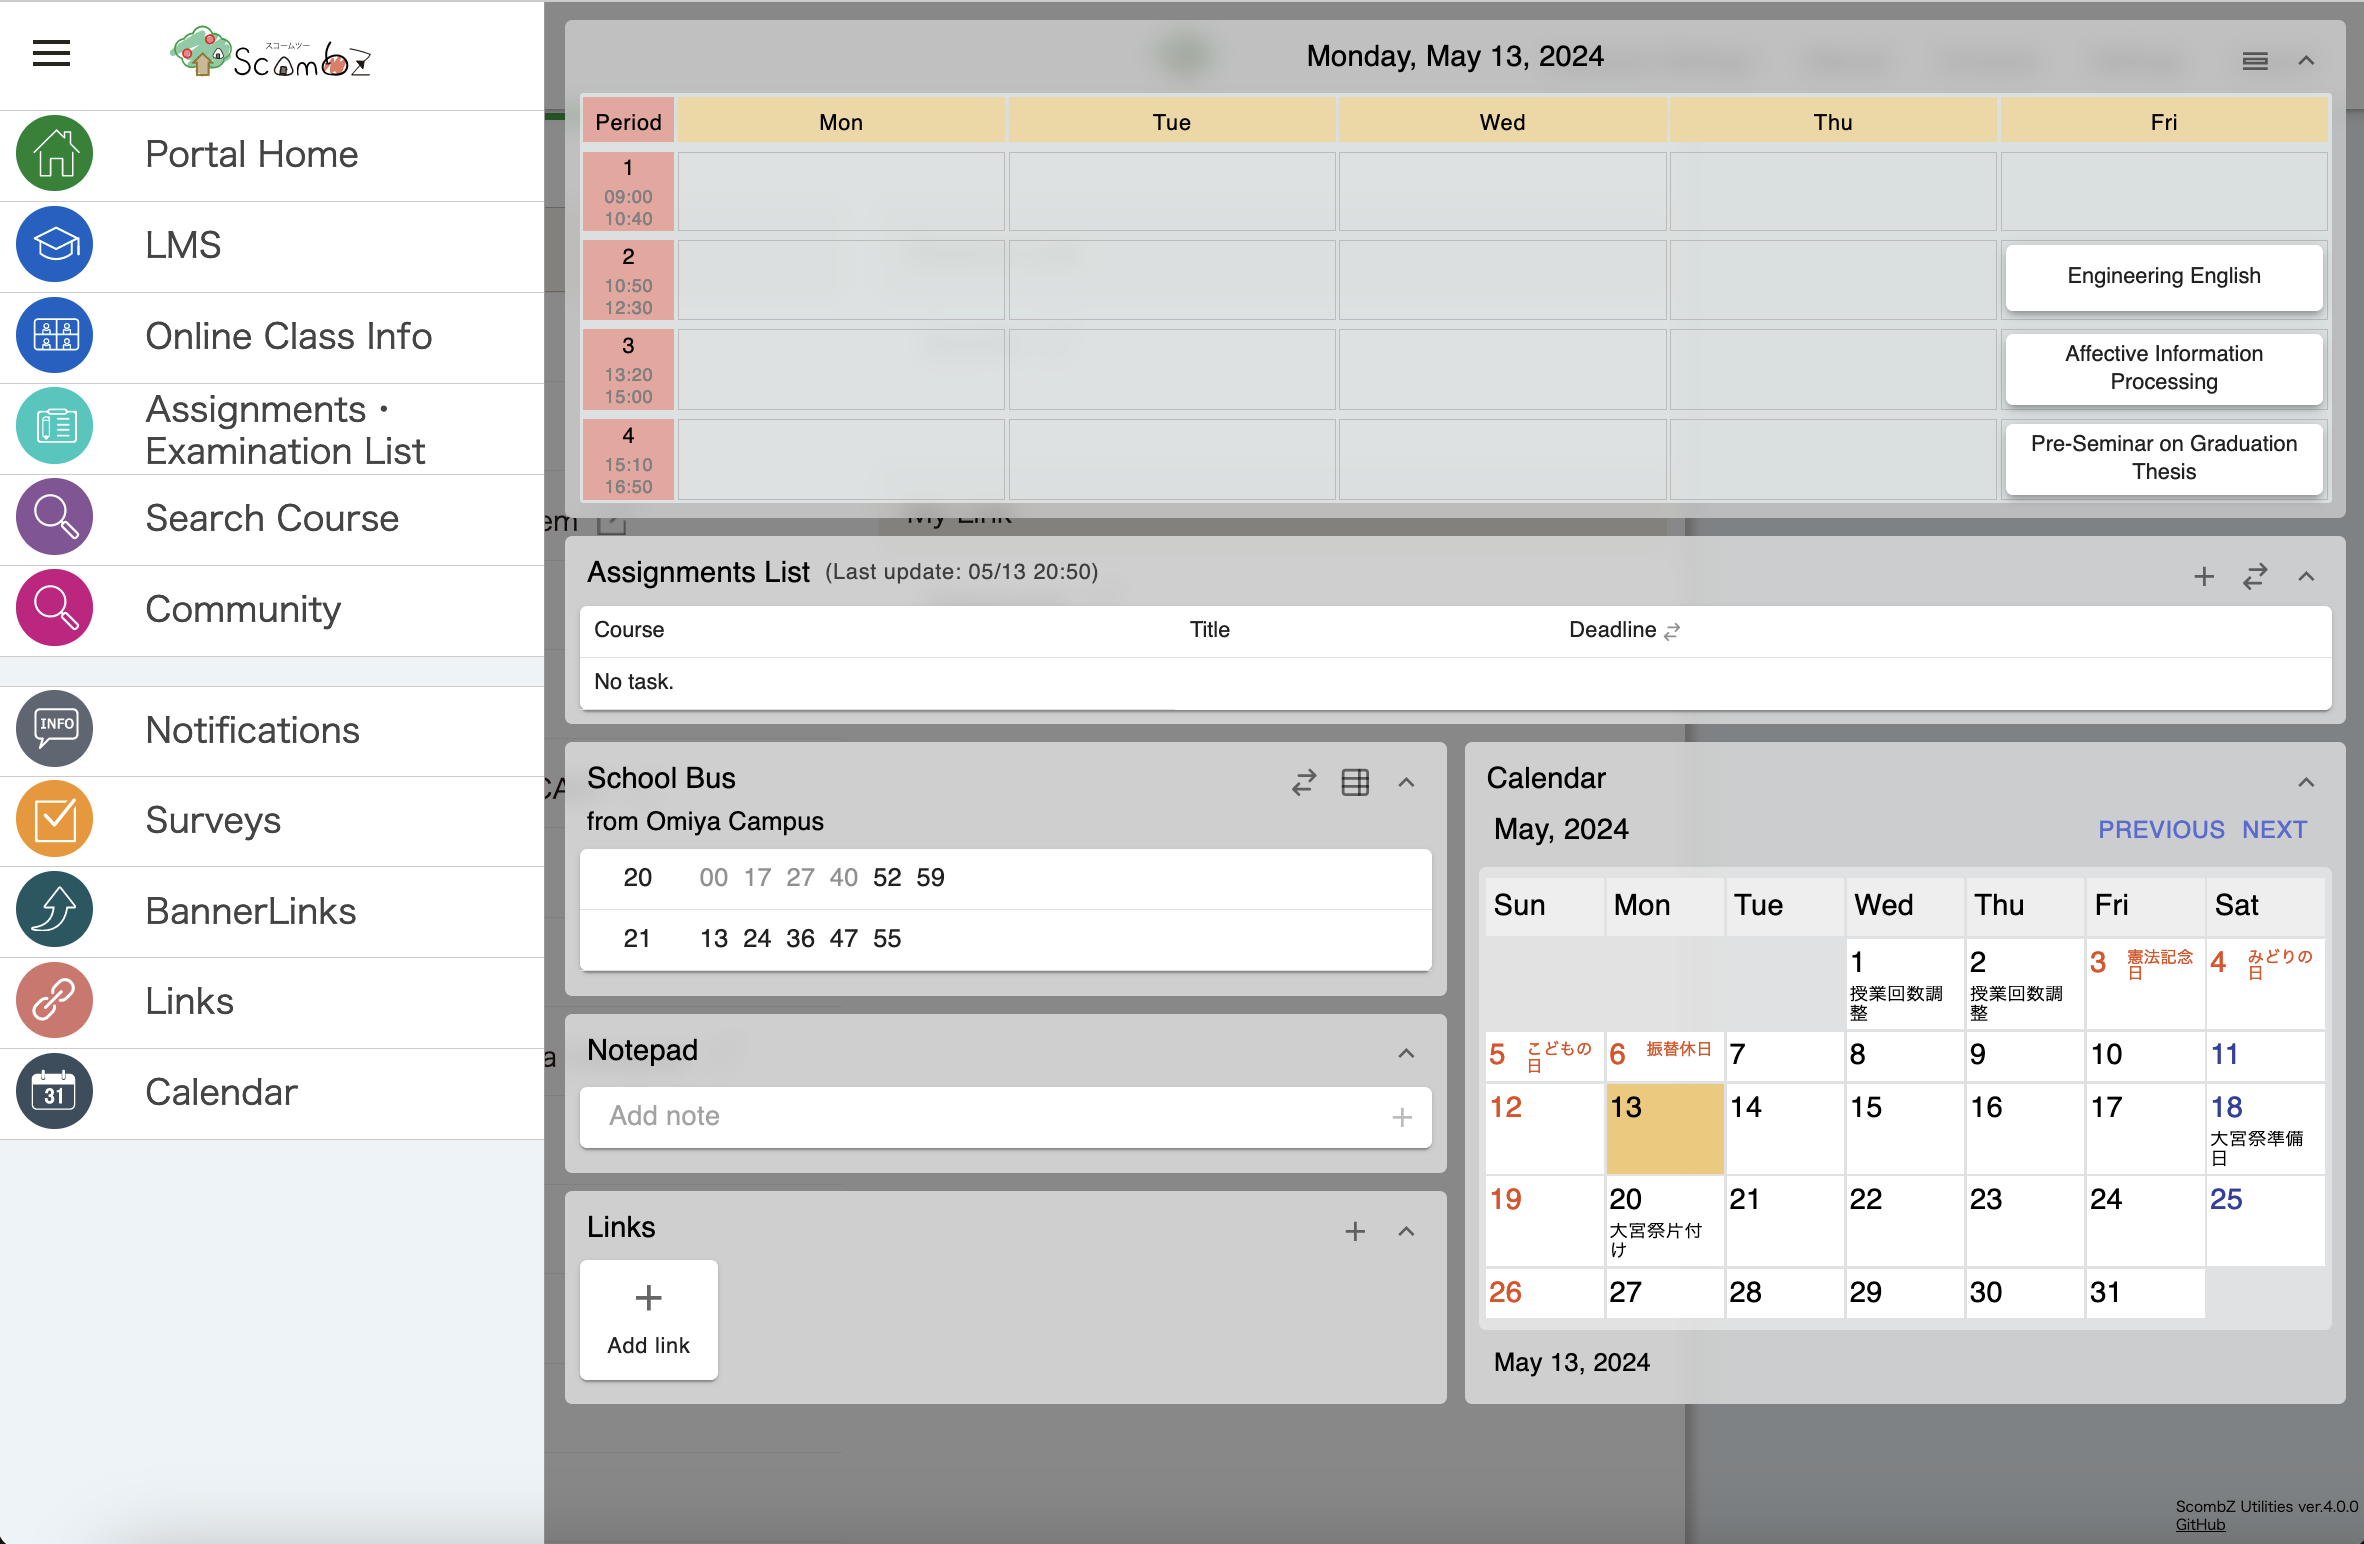 スコームツー
ScombZ
Portal Home
LMS
Online Class Info
Assignments・
Examination List
Search Course
Community
INFO
Notifications
Surveys
BannerLinks
Links
31
Calendar
Monday, May 13, 2024
Period Mon Tue Wed Thu Fri
1
09:00
10:40
2
10:50
12:30
Engineering English
3
13:20
15:00
Affective Information
Processing
4
15:10
16:50
Pre-Seminar on Graduation
Thesis
em
My Link
Assignments List (Last update: 05/13 20:50)
Course Title Deadline
No task.
School Bus
from Omiya Campus
20 00 17 27 40 52 59
21 13 24 36 47 55
Notepad
Add note
Links
Add link
Calendar
May, 2024 PREVIOUS NEXT
Sun Mon Tue Wed Thu Fri Sat
1 2 3 憲法記念 4 みどりの
日 日
授業回数調 授業回数調
整 整
5 こどもの 6 振替休日 7 8 9 10 11
日
12 13 14 15 16 17 18
大宮祭準備
日
19 20 21 22 23 24 25
大宮祭片付
け
26 27 28 29 30 31
May 13, 2024
ScombZ Utilities ver.4.0.0
GitHub